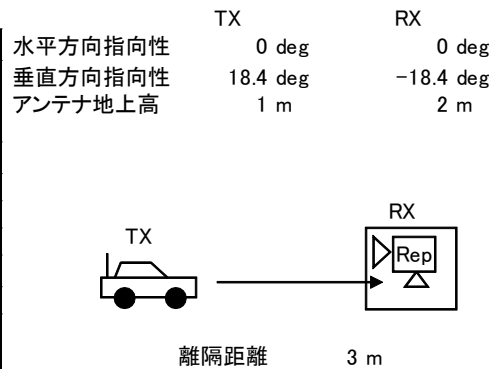 TX RX
水平方向指向性 0 deg 0 deg
垂直方向指向性 18.4 deg -18.4 deg
アンテナ地上高 1 m 2 m
RX
TX
Rep
離隔距離 3 m